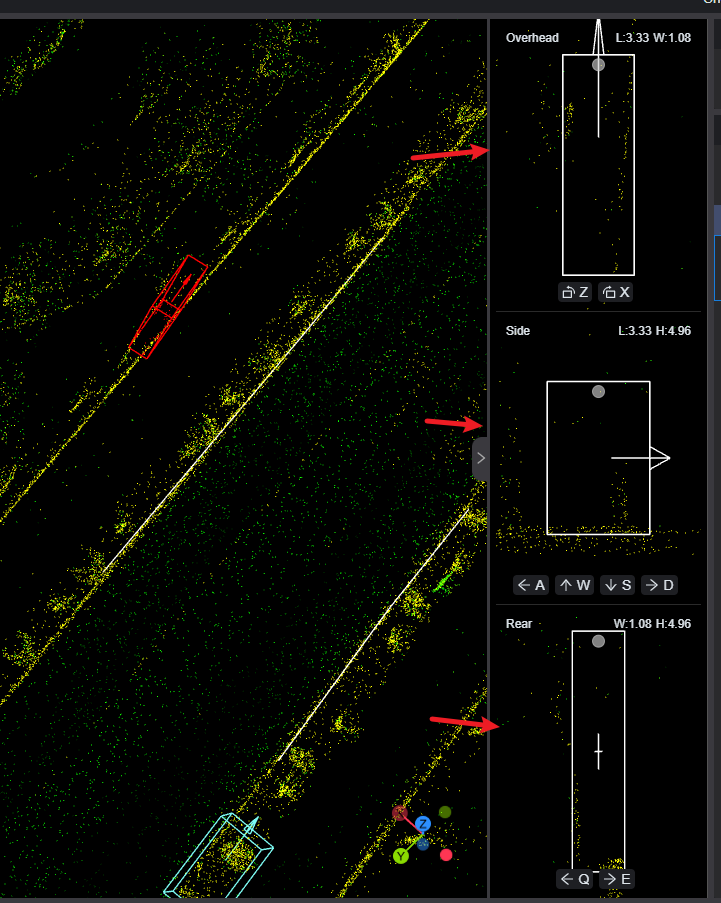 Overhead L:3.33 W:1.08
Z X
Side L:3.33 H:4.96
A W S D
Rear W:1.08 H:4.96
Q E
Z
Y